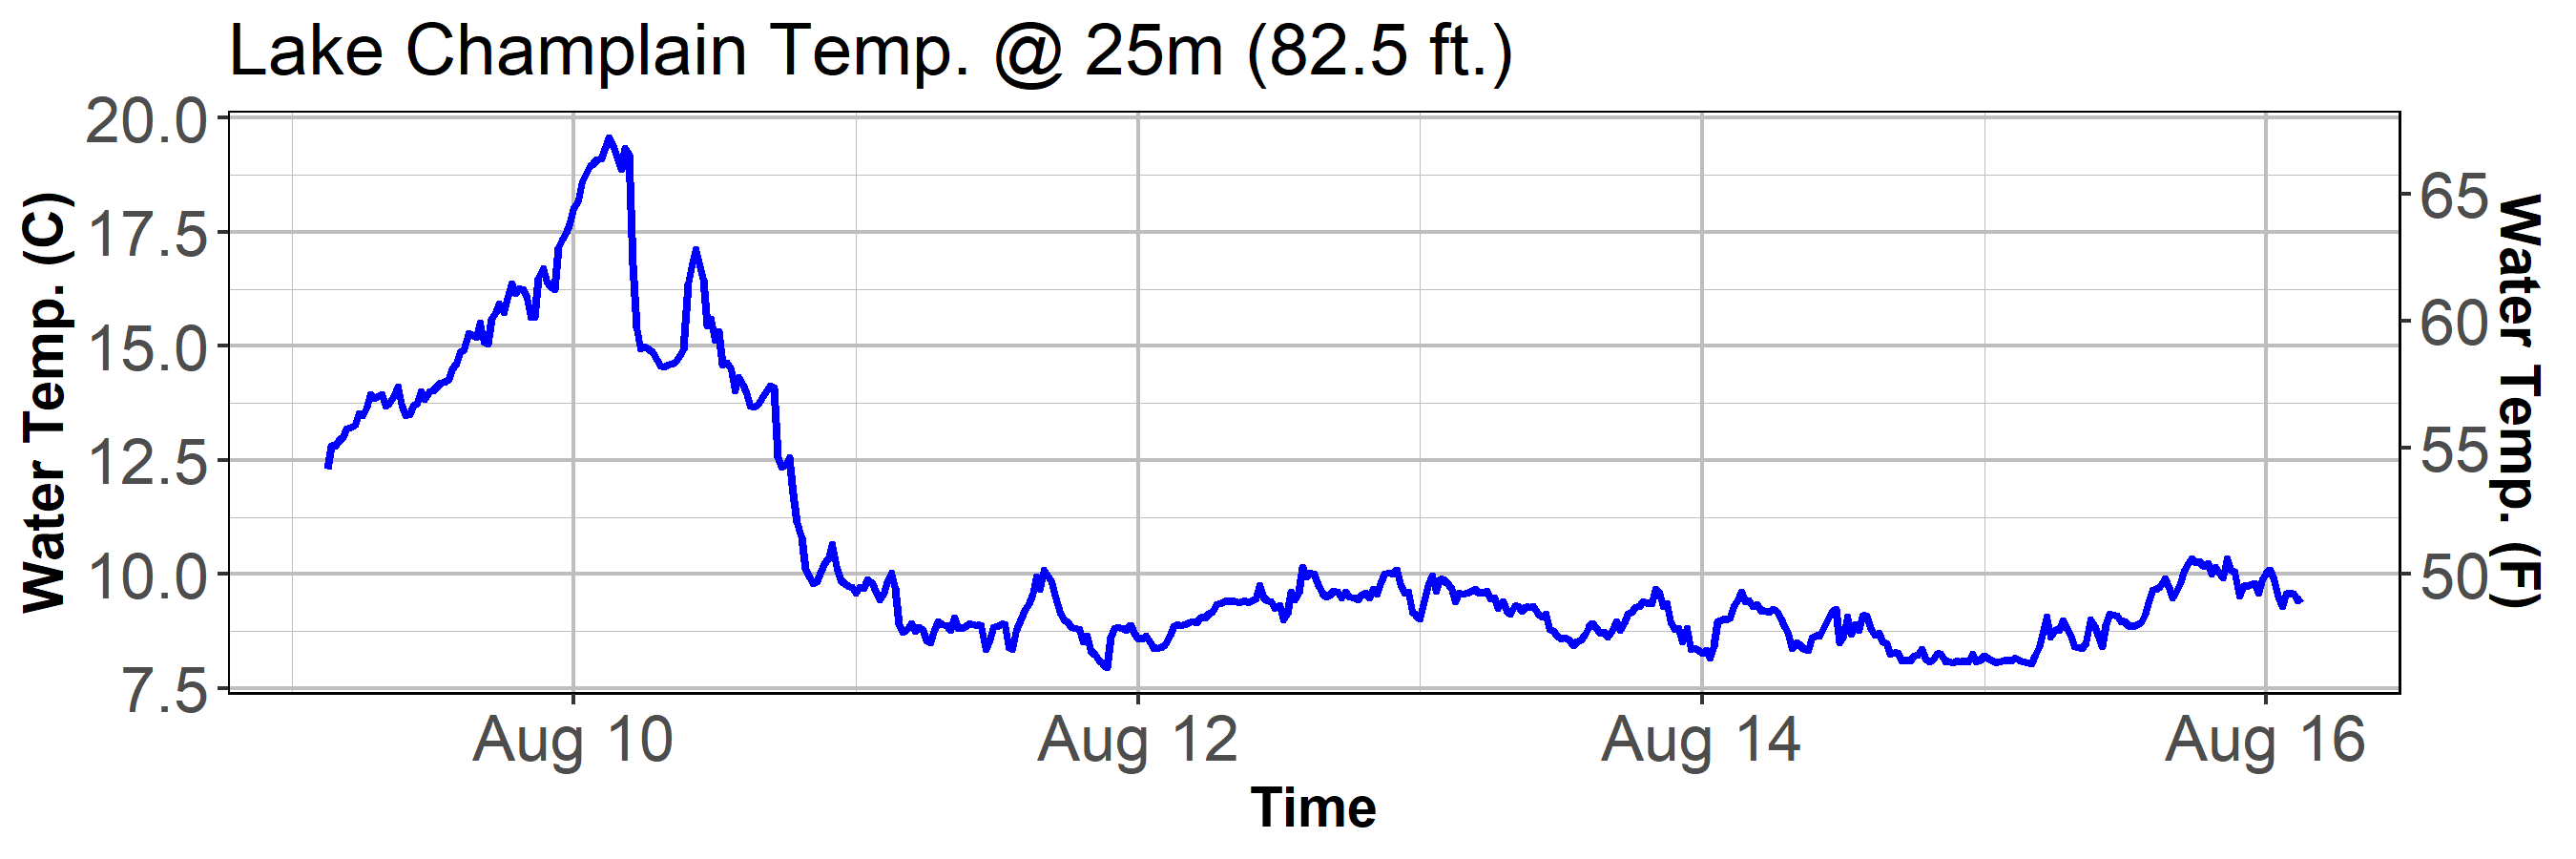 Lake Champlain Temp. @ 25m (82.5 ft.)
Water Temp. (C)
20.0
17.5
15.0
12.5
10.0
7.5
65
60
55
50
Water Temp. (F)
Aug 10
Aug 12
Aug 14
Aug 16
Time